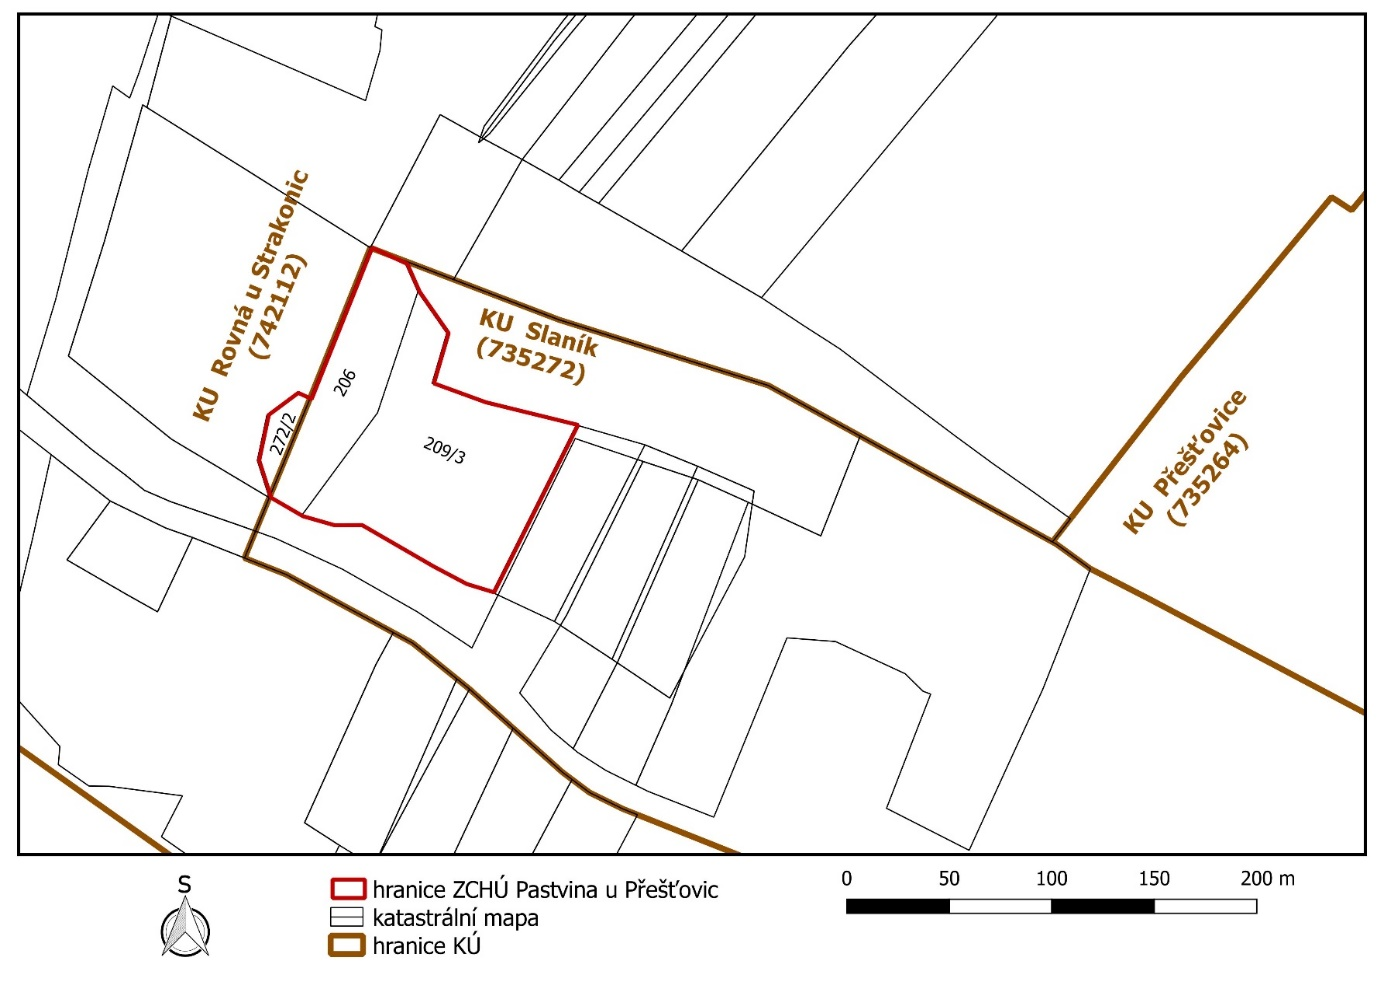 KU Rovná u Strakonic
(742112)
KU Slaník
(735272)
KU Přešťovice
(735264)
206
272/2
209/3
S
hranice ZCHÚ Pastvina u Přešťovic
katastrální mapa
hranice KÚ
0 50 100 150 200 m